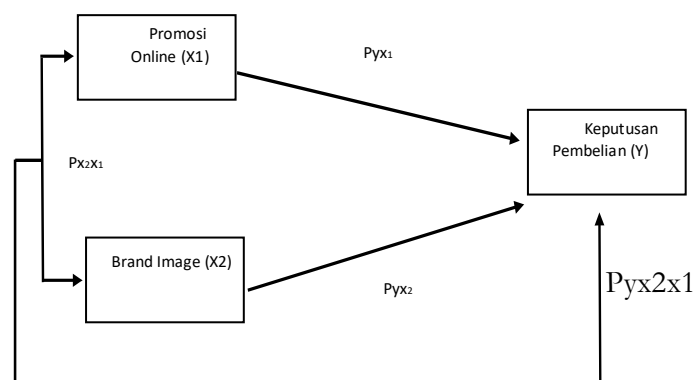 Promosi
Online (X1)
Pyx₁
Keputusan
Pembelian (Y)
Px₂x₁
Brand Image (X2)
Pyx₂
Pyx2x1